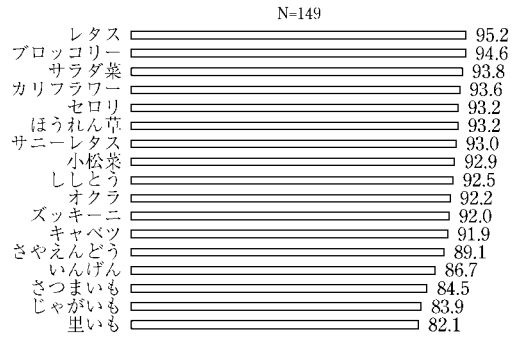 N=149
レタス 95.2
ブロッコリー 94.6
サラダ菜 93.8
カリフラワー 93.6
セロリ 93.2
ほうれん草 93.2
サニーレタス 93.0
小松菜 92.9
ししとう 92.5
オクラ 92.2
ズッキーニ 92.0
キャベツ 91.9
さやえんどう 89.1
いんげん 86.7
さつまいも 84.5
じゃがいも 83.9
里いも 82.1